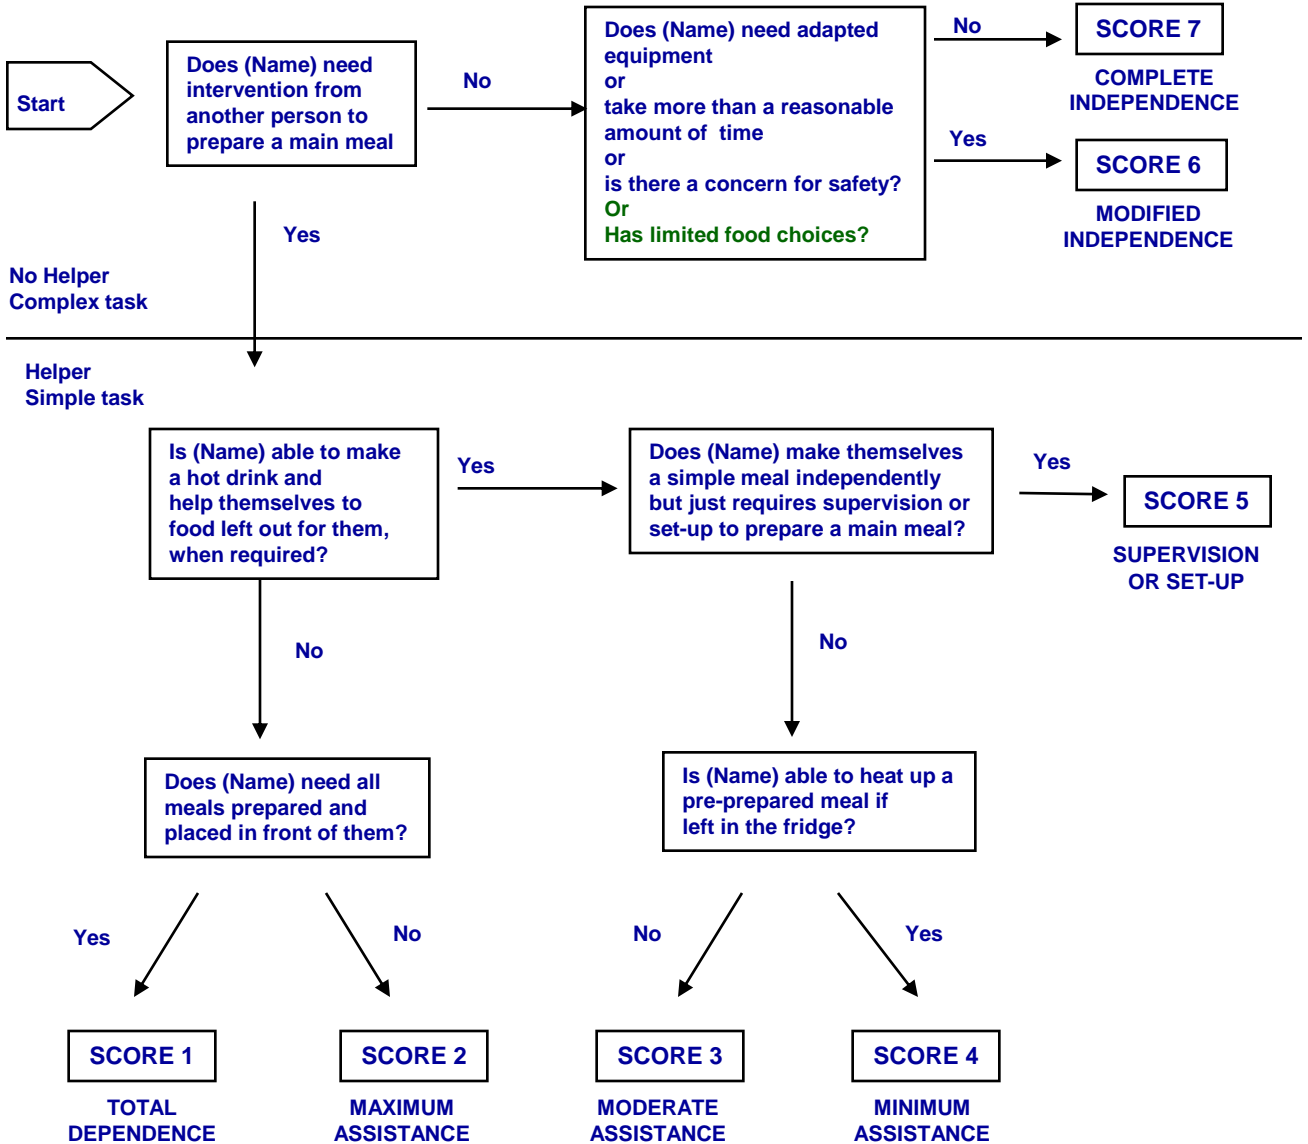 Start
Does (Name) need
intervention from
another person to
prepare a main meal
No
Does (Name) need adapted
equipment
or
take more than a reasonable
amount of time
or
is there a concern for safety?
Or
Has limited food choices?
No
SCORE 7
COMPLETE
INDEPENDENCE
Yes
SCORE 6
MODIFIED
INDEPENDENCE
Yes
No Helper
Complex task
Helper
Simple task
Is (Name) able to make
a hot drink and
help themselves to
food left out for them,
when required?
Yes
Does (Name) make themselves
a simple meal independently
but just requires supervision or
set-up to prepare a main meal?
Yes
SCORE 5
SUPERVISION
OR SET-UP
No
No
Does (Name) need all
meals prepared and
placed in front of them?
Is (Name) able to heat up a
pre-prepared meal if
left in the fridge?
Yes
No
No
Yes
SCORE 1
TOTAL
DEPENDENCE
SCORE 2
MAXIMUM
ASSISTANCE
SCORE 3
MODERATE
ASSISTANCE
SCORE 4
MINIMUM
ASSISTANCE